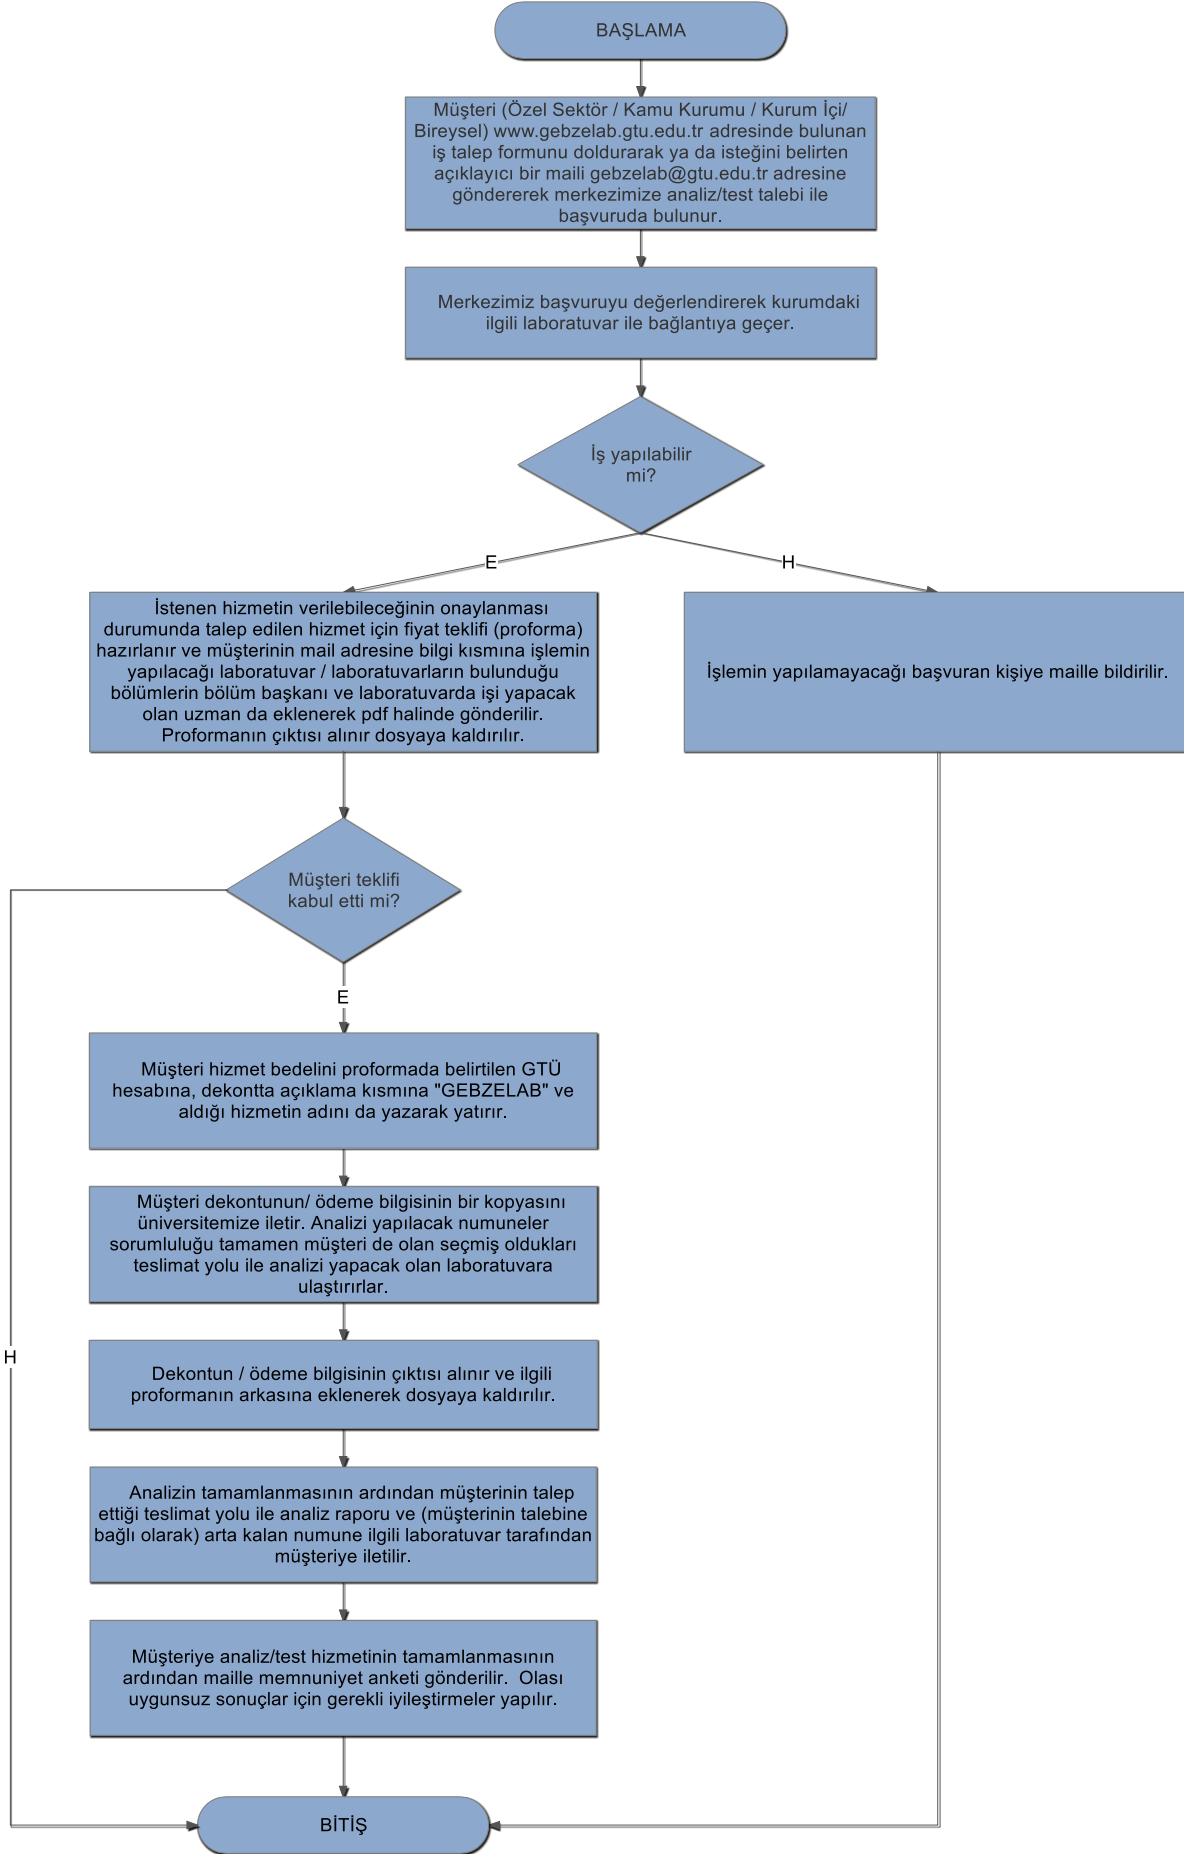 BAŞLAMA
Müşteri (Özel Sektör / Kamu Kurumu / Kurum İçi/
Bireysel) www.gebzelab.gtu.edu.tr adresinde bulunan
iş talep formunu doldurarak ya da isteğini belirten
açıklayıcı bir maili gebzelab@gtu.edu.tr adresine
göndererek merkezimize analiz/test talebi ile
başvuruda bulunur.
Merkezimiz başvuruyu değerlendirerek kurumdaki
ilgili laboratuvar ile bağlantıya geçer.
İş yapılabilir
mi?
E
H
İstenen hizmetin verilebileceğinin onaylanması
durumunda talep edilen hizmet için fiyat teklifi (proforma)
hazırlanır ve müşterinin mail adresine bilgi kısmına işlemin
yapılacağı laboratuvar / laboratuvarların bulunduğu
bölümlerin bölüm başkanı ve laboratuvarda işi yapacak
olan uzman da eklenerek pdf halinde gönderilir.
Proformanın çıktısı alınır dosyaya kaldırılır.
İşlemin yapılamayacağı başvuran kişiye maille bildirilir.
Müşteri teklifi
kabul etti mi?
E
Müşteri hizmet bedelini proformada belirtilen GTÜ
hesabına, dekontta açıklama kısmına "GEBZELAB" ve
aldığı hizmetin adını da yazarak yatırır.
Müşteri dekontunun/ ödeme bilgisinin bir kopyasını
üniversitemize iletir. Analizi yapılacak numuneler
sorumluluğu tamamen müşteri de olan seçmiş oldukları
teslimat yolu ile analizi yapacak olan laboratuvara
ulaştırırlar.
H
Dekontun / ödeme bilgisinin çıktısı alınır ve ilgili
proformanın arkasına eklenerek dosyaya kaldırılır.
Analizin tamamlanmasının ardından müşterinin talep
ettiği teslimat yolu ile analiz raporu ve (müşterinin talebine
bağlı olarak) arta kalan numune ilgili laboratuvar tarafından
müşteriye iletilir.
Müşteriye analiz/test hizmetinin tamamlanmasının
ardından maille memnuniyet anketi gönderilir.  Olası
uygunsuz sonuçlar için gerekli iyileştirmeler yapılır.
BİTİŞ